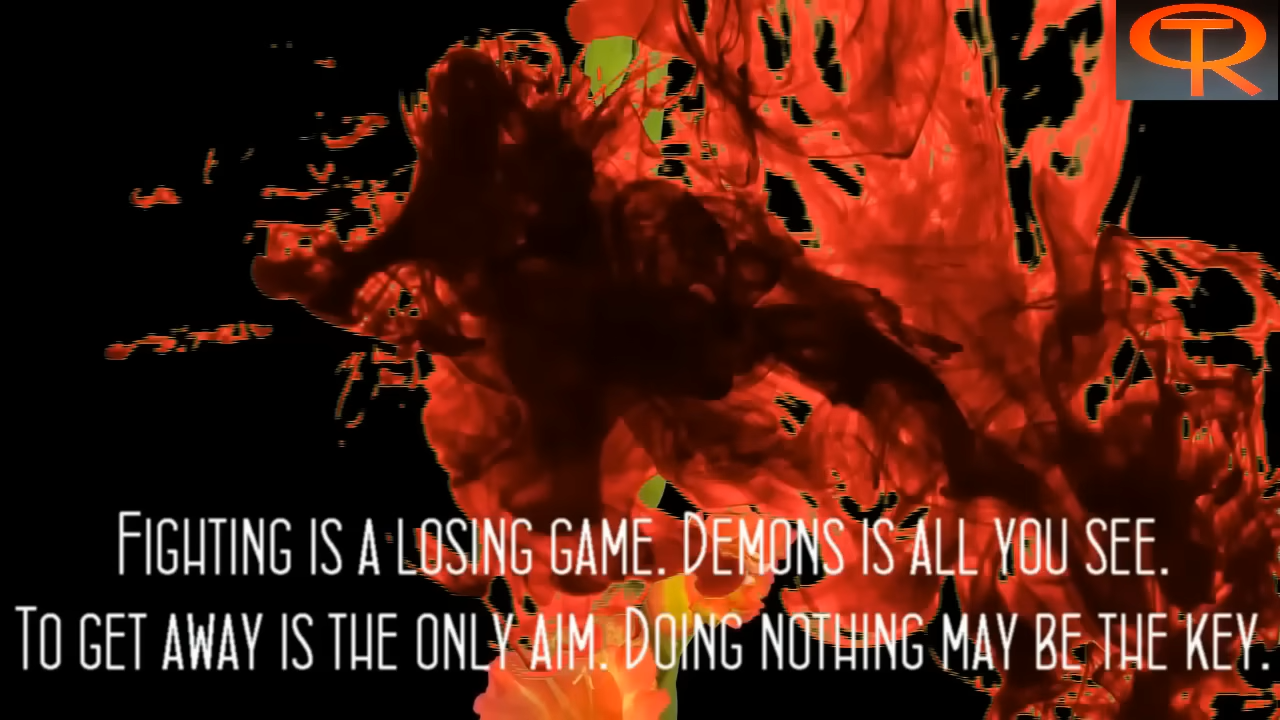 TR
Fighting is a losing game. Demons is all you see.
To get away is the only aim. Doing nothing may be the key.